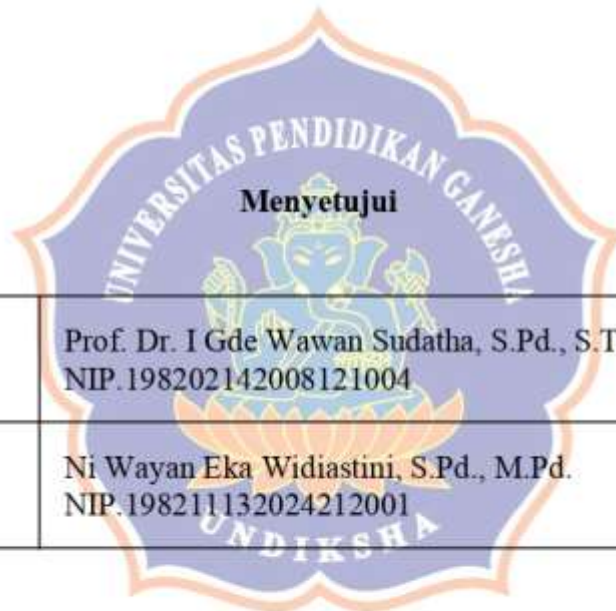 UNIVERSITAS PENDIDIKAN GANESHA
Menyetujui
Prof. Dr. I Gde Wawan Sudatha, S.Pd., S.T
NIP.198202142008121004
Ni Wayan Eka Widiastini, S.Pd., M.Pd.
NIP.198211132024212001
UNDIKSHA